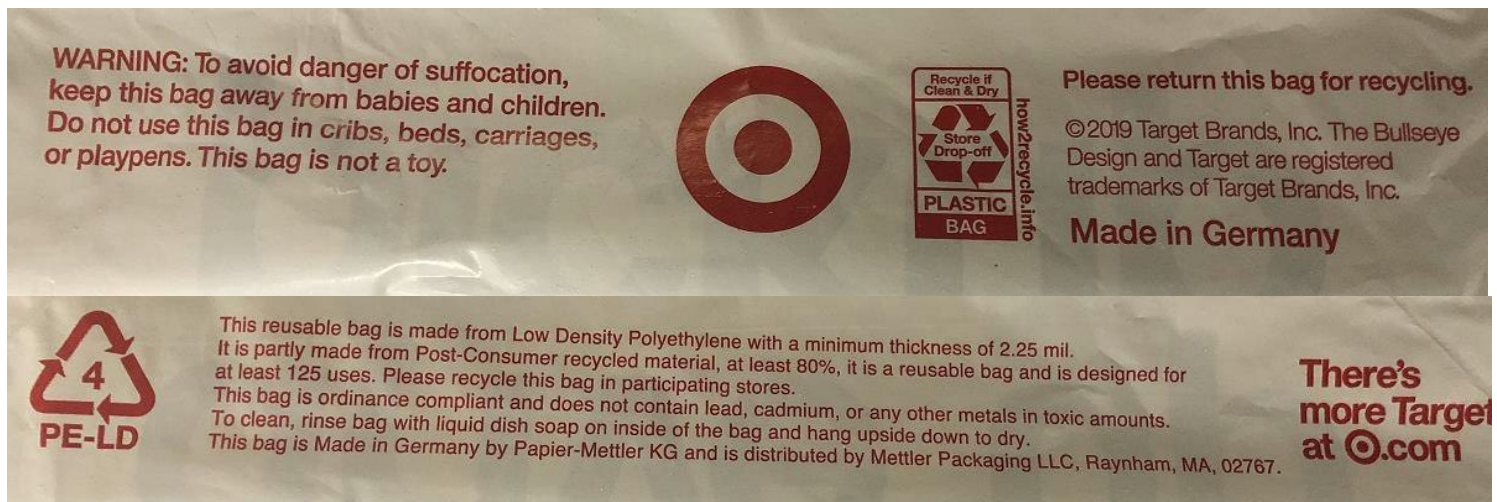 WARNING: To avoid danger of suffocation,
keep this bag away from babies and children.
Do not use this bag in cribs, beds, carriages,
or playpens. This bag is not a toy.
Recycle if
Clean & Dry
Store
Drop-off
PLASTIC
BAG
how2recycle.info
Please return this bag for recycling.
©2019 Target Brands, Inc. The Bullseye
Design and Target are registered
trademarks of Target Brands, Inc.
Made in Germany
4
PE-LD
This reusable bag is made from Low Density Polyethylene with a minimum thickness of 2.25 mil.
It is partly made from Post-Consumer recycled material, at least 80%, it is a reusable bag and is designed for
at least 125 uses. Please recycle this bag in participating stores.
This bag is ordinance compliant and does not contain lead, cadmium, or any other metals in toxic amounts.
To clean, rinse bag with liquid dish soap on inside of the bag and hang upside down to dry.
This bag is Made in Germany by Papier-Mettler KG and is distributed by Mettler Packaging LLC, Raynham, MA, 02767.
There's
more Target
at .com